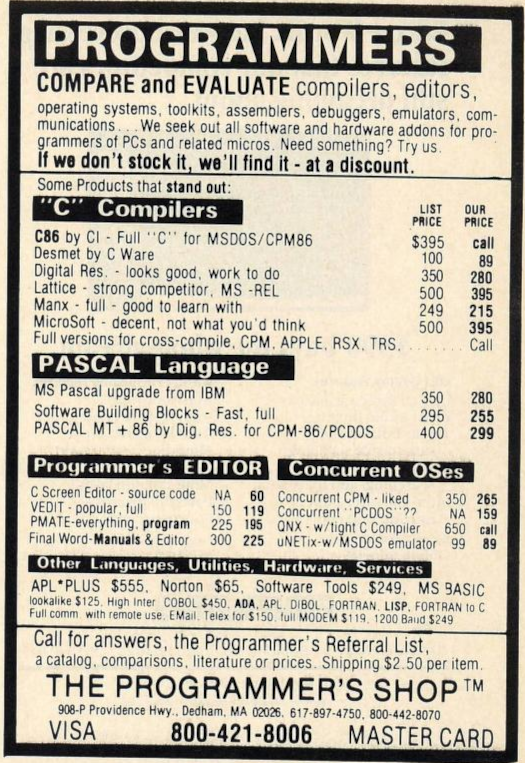 PROGRAMMERS
COMPARE and EVALUATE compilers, editors,
operating systems, toolkits, assemblers, debuggers, emulators, com-
munications... We seek out all software and hardware addons for pro-
grammers of PCs and related micros. Need something? Try us.
If we don't stock it, we'll find it - at a discount.
Some Products that stand out:
"C" Compilers LIST PRICE OUR PRICE
C86 by CI - Full "C" for MSDOS/CPM86 $395 call
Desmet by C Ware 100 89
Digital Res. - looks good, work to do 350 280
Lattice - strong competitor, MS -REL 500 395
Manx - full - good to learn with 249 215
MicroSoft - decent, not what you'd think 500 395
Full versions for cross-compile, CPM, APPLE, RSX, TRS, ....... Call
PASCAL Language
MS Pascal upgrade from IBM 350 280
Software Building Blocks - Fast, full 295 255
PASCAL MT + 86 by Dig. Res. for CPM-86/PCDOS 400 299
Programmer's EDITOR
C Screen Editor - source code NA 60
VEDIT - popular, full 150 119
PMATE-everything, program 225 195
Final Word-Manuals & Editor 300 225
Concurrent OSes
Concurrent CPM - liked 350 265
Concurrent "PCDOS"?? NA 159
QNX - w/tight C Compiler 650 call
uNETix-w/MSDOS emulator 99 89
Other Languages, Utilities, Hardware, Services
APL*PLUS $555, Norton $65, Software Tools $249, MS BASIC
lookalike $125, High Inter COBOL $450, ADA, APL, DIBOL, FORTRAN, LISP, FORTRAN to C
Full comm. with remote use, EMail, Telex for $150, full MODEM $119, 1200 Baud $249
Call for answers, the Programmer's Referral List,
a catalog, comparisons, literature or prices. Shipping $2.50 per item.
THE PROGRAMMER'S SHOP™
908-P Providence Hwy., Dedham, MA 02026. 617-897-4750, 800-442-8070
VISA 800-421-8006 MASTER CARD